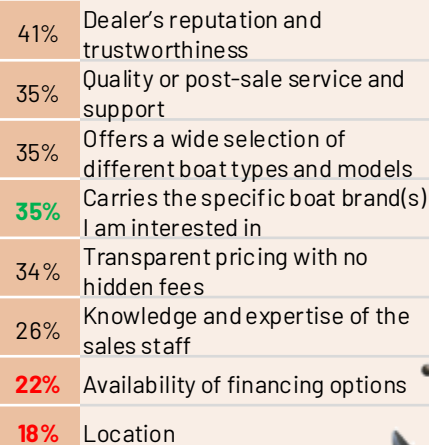 41% Dealer's reputation and
trustworthiness
35% Quality or post-sale service and
support
35% Offers a wide selection of
different boat types and models
35% Carries the specific boat brand(s)
I am interested in
34% Transparent pricing with no
hidden fees
26% Knowledge and expertise of the
sales staff
22% Availability of financing options
18% Location